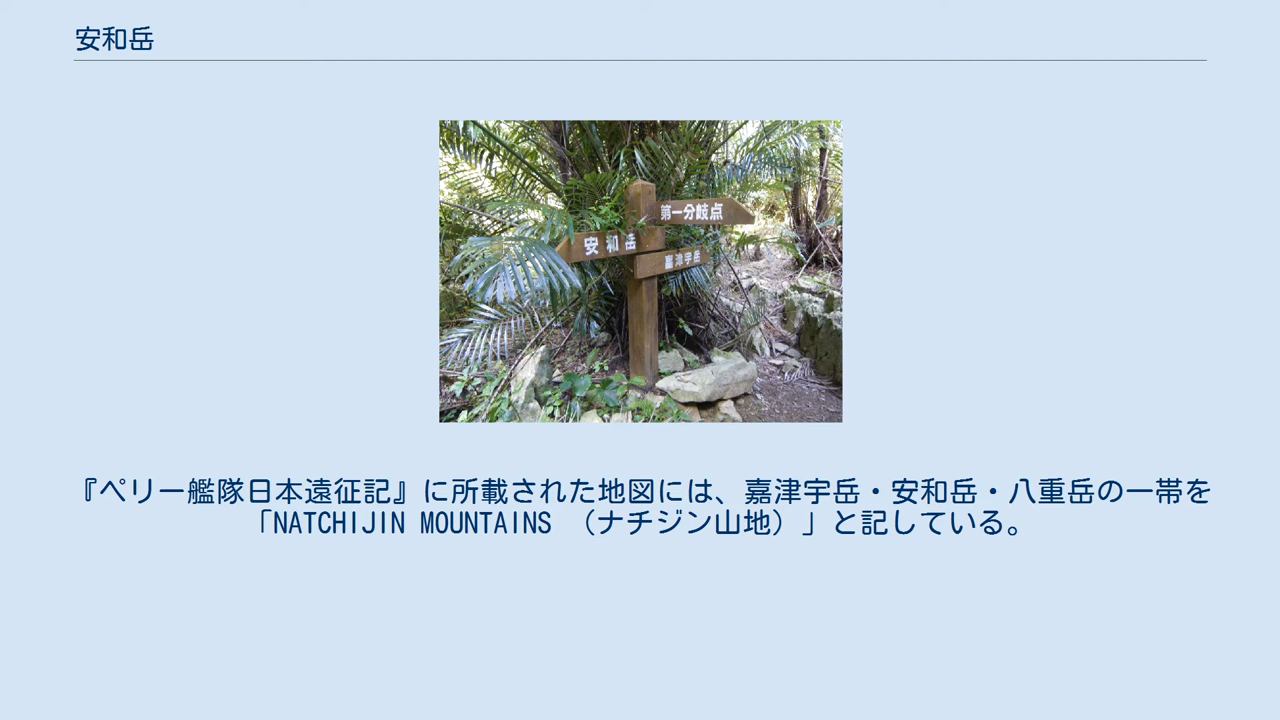 安和岳
第一分岐点
安和岳
嘉津宇岳
『ペリー艦隊日本遠征記』に所載された地図には、嘉津宇岳・安和岳・八重岳の一帯を
「NATCHIJIN MOUNTAINS （ナチジン山地）」と記している。